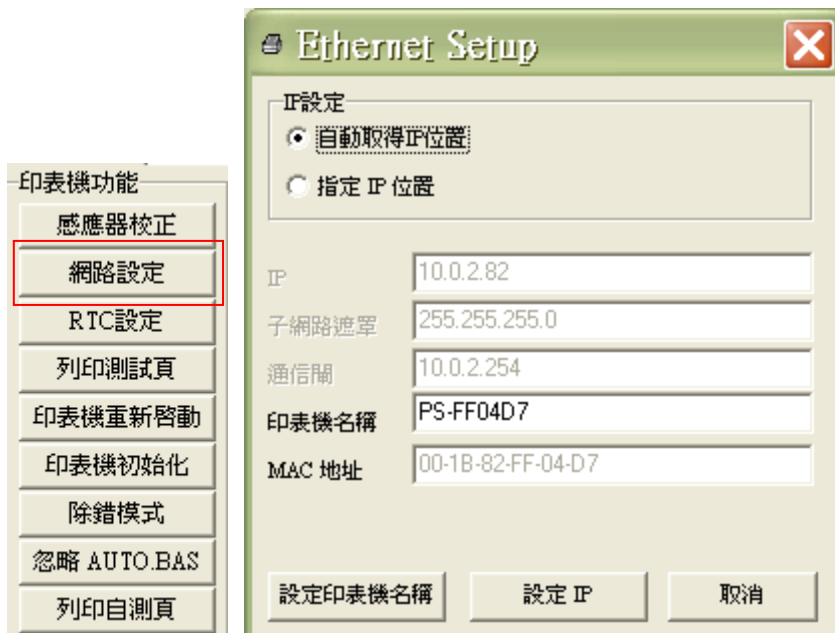 印表機功能
感應器校正
網路設定
RTC設定
列印測試頁
印表機重新啓動
印表機初始化
除錯模式
忽略 AUTO.BAS
列印自測頁
Ethernet Setup
IP設定
自動取得IP位置
指定 IP 位置
IP 10.0.2.82
子網路遮罩 255.255.255.0
通信閘 10.0.2.254
印表機名稱 PS-FF04D7
MAC 地址 00-1B-82-FF-04-D7
設定印表機名稱 設定 IP 取消